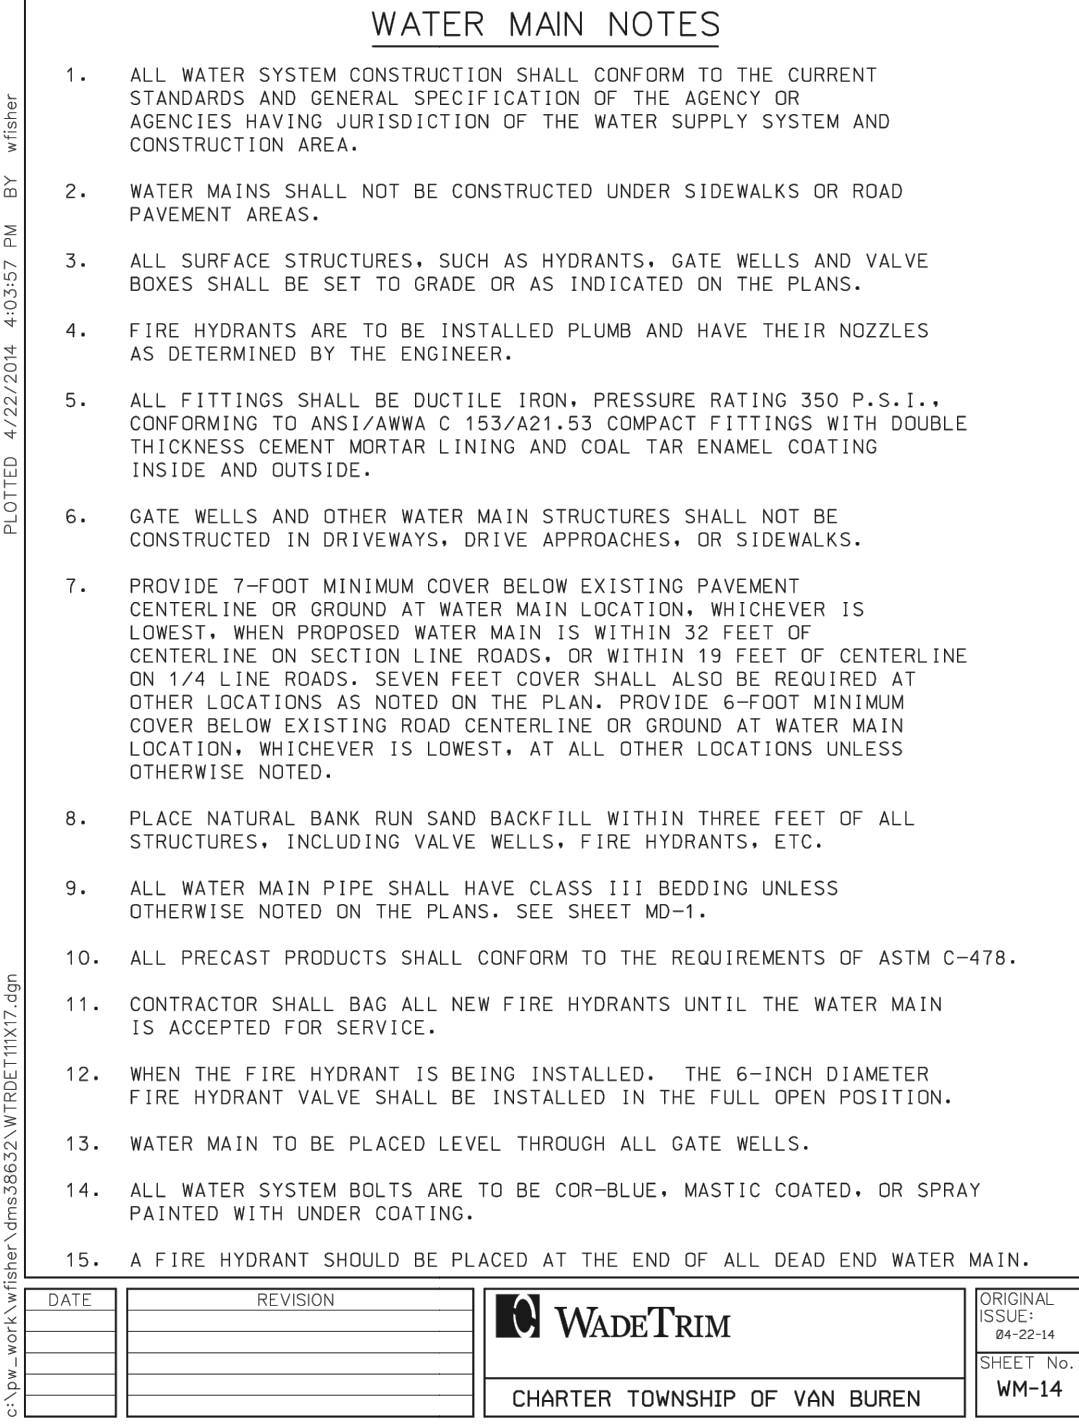 WATER MAIN NOTES
1. ALL WATER SYSTEM CONSTRUCTION SHALL CONFORM TO THE CURRENT
STANDARDS AND GENERAL SPECIFICATION OF THE AGENCY OR
AGENCIES HAVING JURISDICTION OF THE WATER SUPPLY SYSTEM AND
CONSTRUCTION AREA.
2. WATER MAINS SHALL NOT BE CONSTRUCTED UNDER SIDEWALKS OR ROAD
PAVEMENT AREAS.
3. ALL SURFACE STRUCTURES, SUCH AS HYDRANTS, GATE WELLS AND VALVE
BOXES SHALL BE SET TO GRADE OR AS INDICATED ON THE PLANS.
4. FIRE HYDRANTS ARE TO BE INSTALLED PLUMB AND HAVE THEIR NOZZLES
AS DETERMINED BY THE ENGINEER.
5. ALL FITTINGS SHALL BE DUCTILE IRON, PRESSURE RATING 350 P.S.I.,
CONFORMING TO ANSI/AWWA C 153/A21.53 COMPACT FITTINGS WITH DOUBLE
THICKNESS CEMENT MORTAR LINING AND COAL TAR ENAMEL COATING
INSIDE AND OUTSIDE.
6. GATE WELLS AND OTHER WATER MAIN STRUCTURES SHALL NOT BE
CONSTRUCTED IN DRIVEWAYS, DRIVE APPROACHES, OR SIDEWALKS.
7. PROVIDE 7-FOOT MINIMUM COVER BELOW EXISTING PAVEMENT
CENTERLINE OR GROUND AT WATER MAIN LOCATION, WHICHEVER IS
LOWEST, WHEN PROPOSED WATER MAIN IS WITHIN 32 FEET OF
CENTERLINE ON SECTION LINE ROADS, OR WITHIN 19 FEET OF CENTERLINE
ON 1/4 LINE ROADS. SEVEN FEET COVER SHALL ALSO BE REQUIRED AT
OTHER LOCATIONS AS NOTED ON THE PLAN. PROVIDE 6-FOOT MINIMUM
COVER BELOW EXISTING ROAD CENTERLINE OR GROUND AT WATER MAIN
LOCATION, WHICHEVER IS LOWEST, AT ALL OTHER LOCATIONS UNLESS
OTHERWISE NOTED.
8. PLACE NATURAL BANK RUN SAND BACKFILL WITHIN THREE FEET OF ALL
STRUCTURES, INCLUDING VALVE WELLS, FIRE HYDRANTS, ETC.
9. ALL WATER MAIN PIPE SHALL HAVE CLASS III BEDDING UNLESS
OTHERWISE NOTED ON THE PLANS. SEE SHEET MD-1.
10. ALL PRECAST PRODUCTS SHALL CONFORM TO THE REQUIREMENTS OF ASTM C-478.
11. CONTRACTOR SHALL BAG ALL NEW FIRE HYDRANTS UNTIL THE WATER MAIN
IS ACCEPTED FOR SERVICE.
12. WHEN THE FIRE HYDRANT IS BEING INSTALLED. THE 6-INCH DIAMETER
FIRE HYDRANT VALVE SHALL BE INSTALLED IN THE FULL OPEN POSITION.
13. WATER MAIN TO BE PLACED LEVEL THROUGH ALL GATE WELLS.
14. ALL WATER SYSTEM BOLTS ARE TO BE COR-BLUE, MASTIC COATED, OR SPRAY
PAINTED WITH UNDER COATING.
15. A FIRE HYDRANT SHOULD BE PLACED AT THE END OF ALL DEAD END WATER MAIN.
c:\pw_work\wfisher\dms38632\WTRDET111X17.dgn PLOTTED 4/22/2014 4:03:57 PM BY wfisher
DATE REVISION
WADETRIM
CHARTER TOWNSHIP OF VAN BUREN
ORIGINAL
ISSUE:
04-22-14
SHEET No.
WM-14